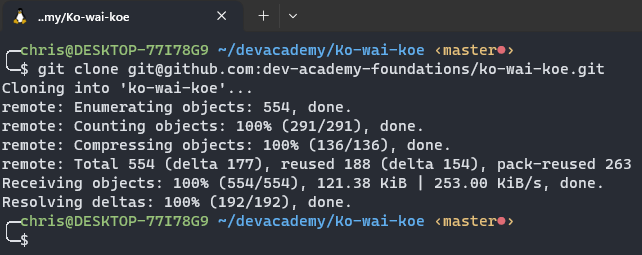 ..my/Ko-wai-koe
chris@DESKTOP-77I78G9 ~/devacademy/Ko-wai-koe ‹master●›
$ git clone git@github.com:dev-academy-foundations/ko-wai-koe.git
Cloning into 'ko-wai-koe'...
remote: Enumerating objects: 554, done.
remote: Counting objects: 100% (291/291), done.
remote: Compressing objects: 100% (136/136), done.
remote: Total 554 (delta 177), reused 188 (delta 154), pack-reused 263
Receiving objects: 100% (554/554), 121.38 KiB | 253.00 KiB/s, done.
Resolving deltas: 100% (192/192), done.
chris@DESKTOP-77I78G9 ~/devacademy/Ko-wai-koe ‹master●›
$